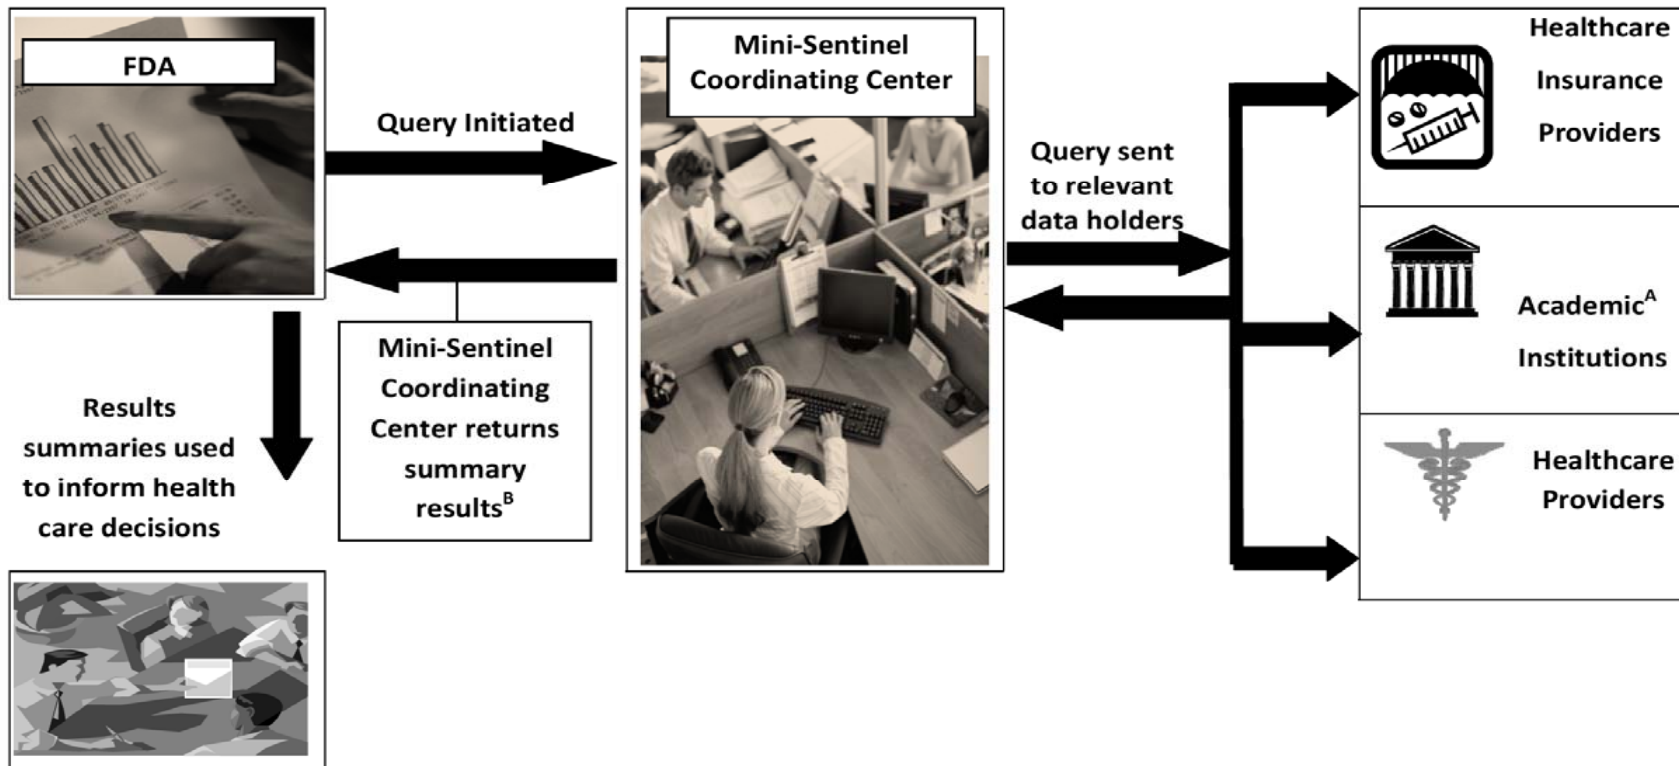 FDA
Query Initiated
Mini-Sentinel
Coordinating Center
Query sent
to relevant
data holders
Healthcare
Insurance
Providers
Academic^A
Institutions
Healthcare
Providers
Mini-Sentinel
Coordinating
Center returns
summary
results^B
Results
summaries used
to inform health
care decisions